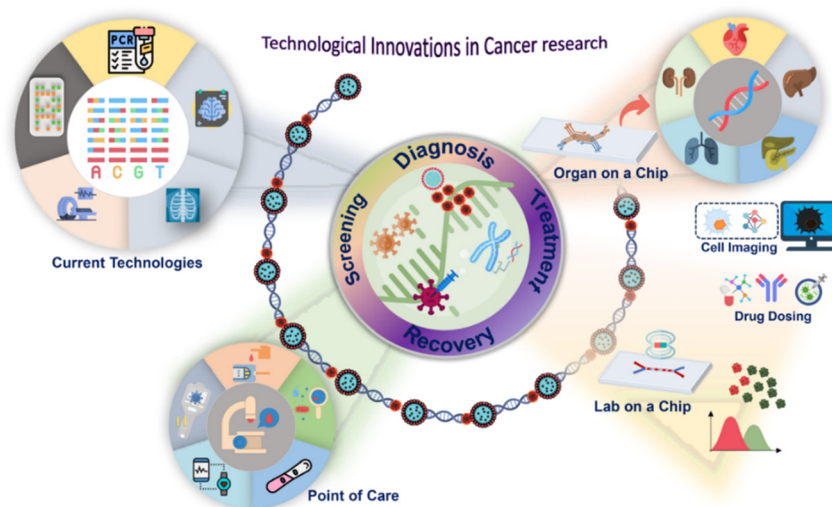 Technological Innovations in Cancer research
PCR
A C G T
Current Technologies
Screening
Diagnosis
Treatment
Recovery
Organ on a Chip
Cell Imaging
Drug Dosing
Lab on a Chip
Point of Care